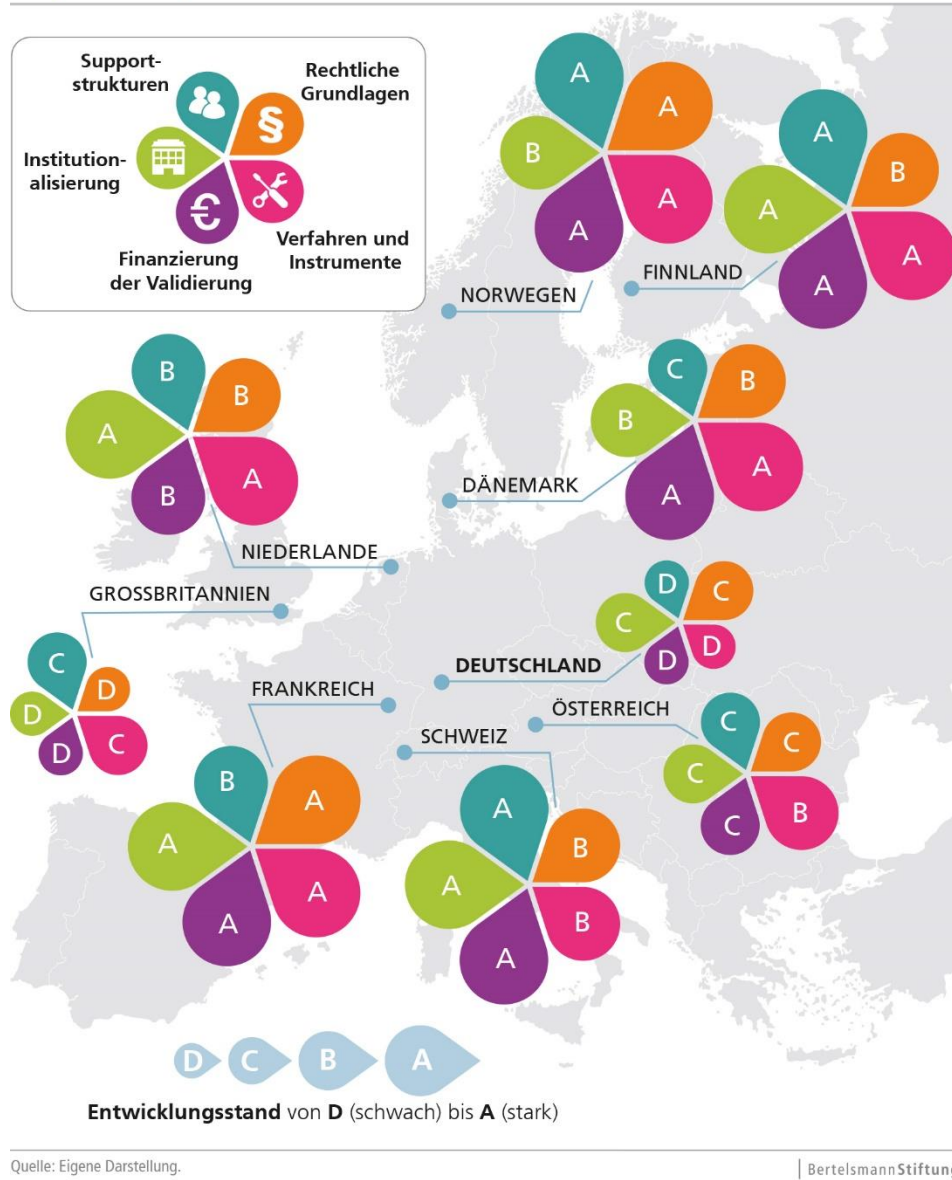 Support-
strukturen
Rechtliche
Grundlagen
§
Institution-
alisierung
€
Finanzierung
der Validierung
Verfahren und
Instrumente
A
A
B
A
A
NORWEGEN
A
B
A
A
A
FINNLAND
B
B
A
A
B
NIEDERLANDE
C
B
B
A
A
DÄNEMARK
GROSSBRITANNIEN
C
D
D
C
D
D
C
C
D
D
DEUTSCHLAND
FRANKREICH
B
A
A
A
A
SCHWEIZ
A
B
A
B
A
ÖSTERREICH
C
C
C
B
C
D C B A
Entwicklungsstand von D (schwach) bis A (stark)
Quelle: Eigene Darstellung.
| BertelsmannStiftung